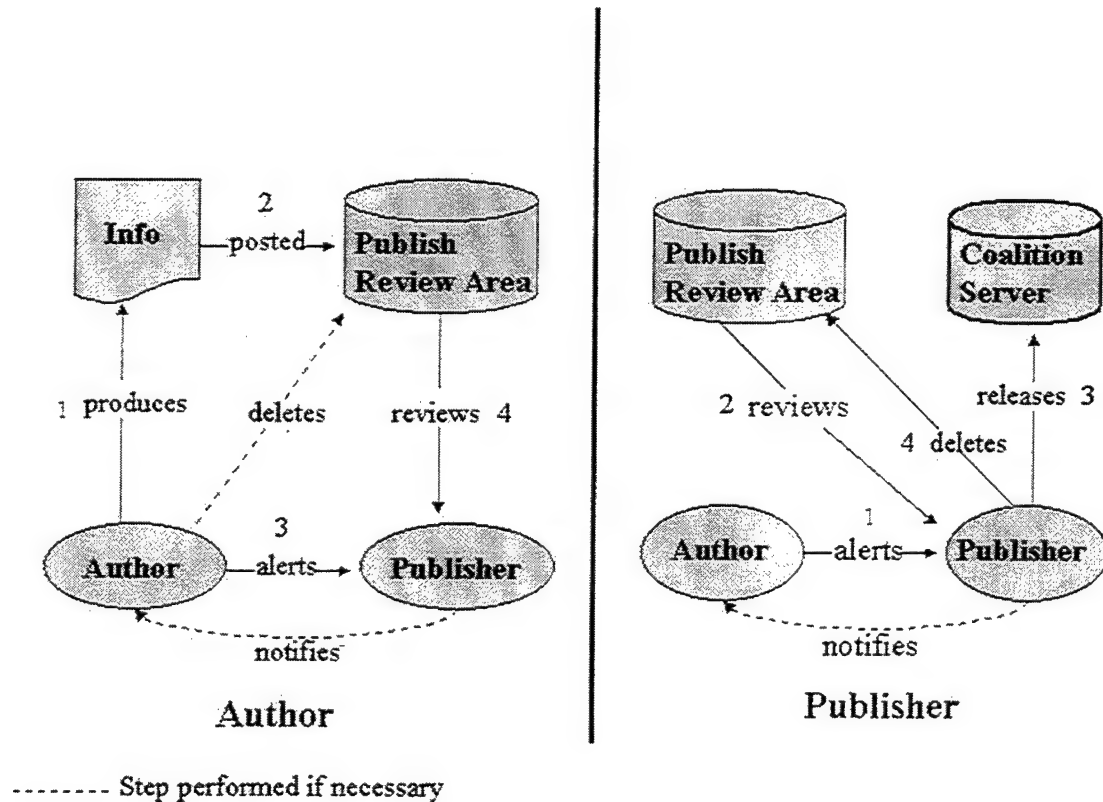 Info
2
posted
Publish
Review Area
1 produces
deletes
reviews 4
Author
3
alerts
Publisher
notifies
Author
Publish
Review Area
Coalition
Server
2 reviews
releases 3
4 deletes
Author
1
alerts
Publisher
notifies
Publisher
Step performed if necessary